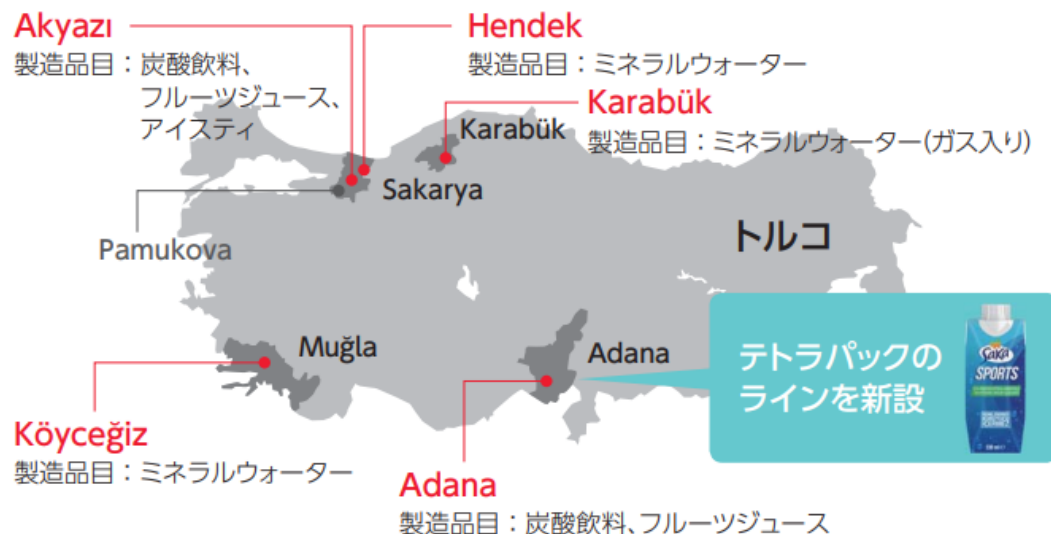 Akyazı
製造品目：炭酸飲料、
フルーツジュース、
アイスティ
Hendek
製造品目：ミネラルウォーター
Karabük
製造品目：ミネラルウォーター(ガス入り)
Karabük
Sakarya
Pamukova
トルコ
Muğla
Adana
テトラパックの
ラインを新設
Saka
SPORTS
Köyceğiz
製造品目：ミネラルウォーター
Adana
製造品目：炭酸飲料、フルーツジュース